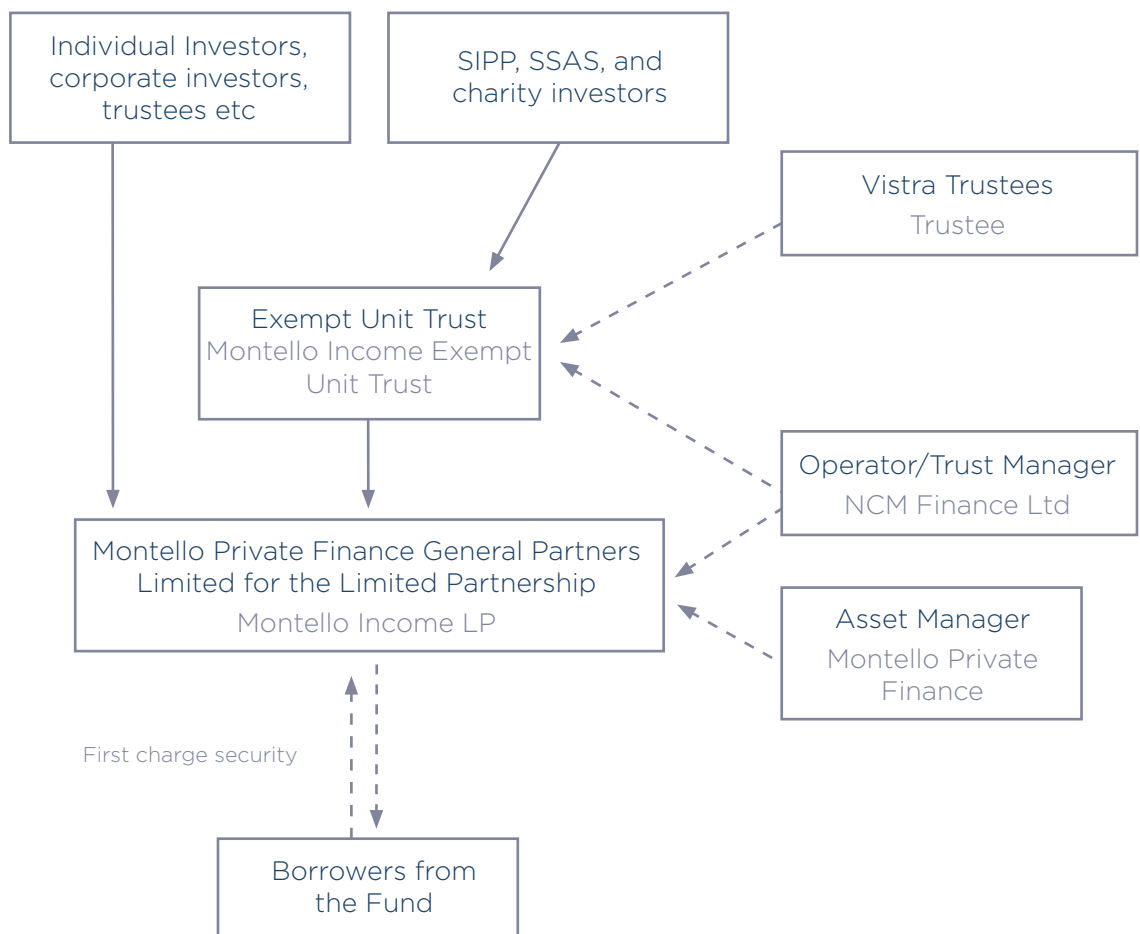 Individual Investors,
corporate investors,
trustees etc
SIPP, SSAS, and
charity investors
Vistra Trustees
Trustee
Exempt Unit Trust
Montello Income Exempt
Unit Trust
Operator/Trust Manager
NCM Finance Ltd
Montello Private Finance General Partners
Limited for the Limited Partnership
Montello Income LP
Asset Manager
Montello Private
Finance
First charge security
Borrowers from
the Fund